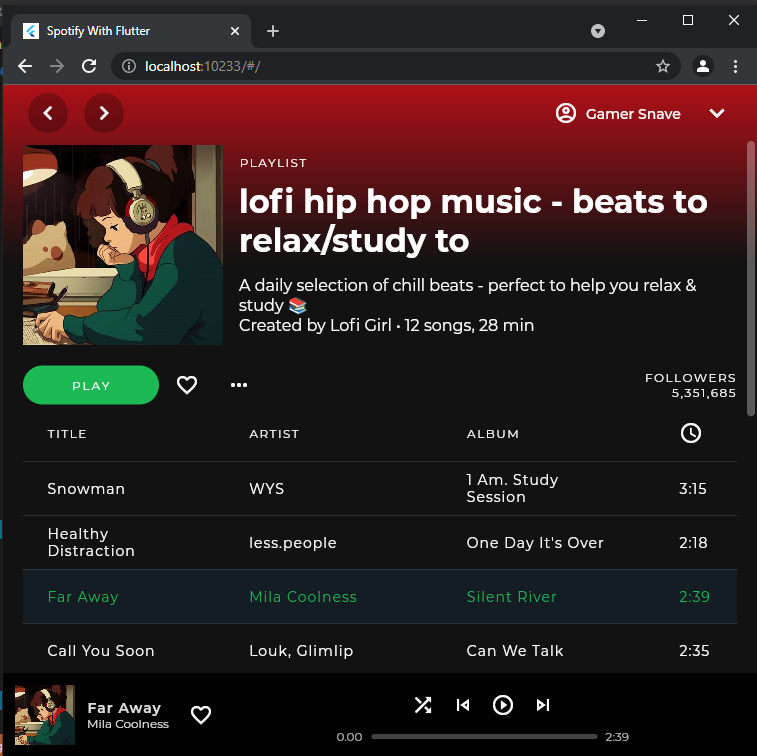 Spotify With Flutter
localhost:10233/#/
Gamer Snave
PLAYLIST
lofi hip hop music - beats to
relax/study to
A daily selection of chill beats - perfect to help you relax &
study 📚
Created by Lofi Girl • 12 songs, 28 min
PLAY
FOLLOWERS
5,351,685
TITLE ARTIST ALBUM
Snowman WYS 1 Am. Study Session 3:15
Healthy Distraction less.people One Day It's Over 2:18
Far Away Mila Coolness Silent River 2:39
Call You Soon Louk, Glimlip Can We Talk 2:35
Far Away
Mila Coolness
0.00 2:39